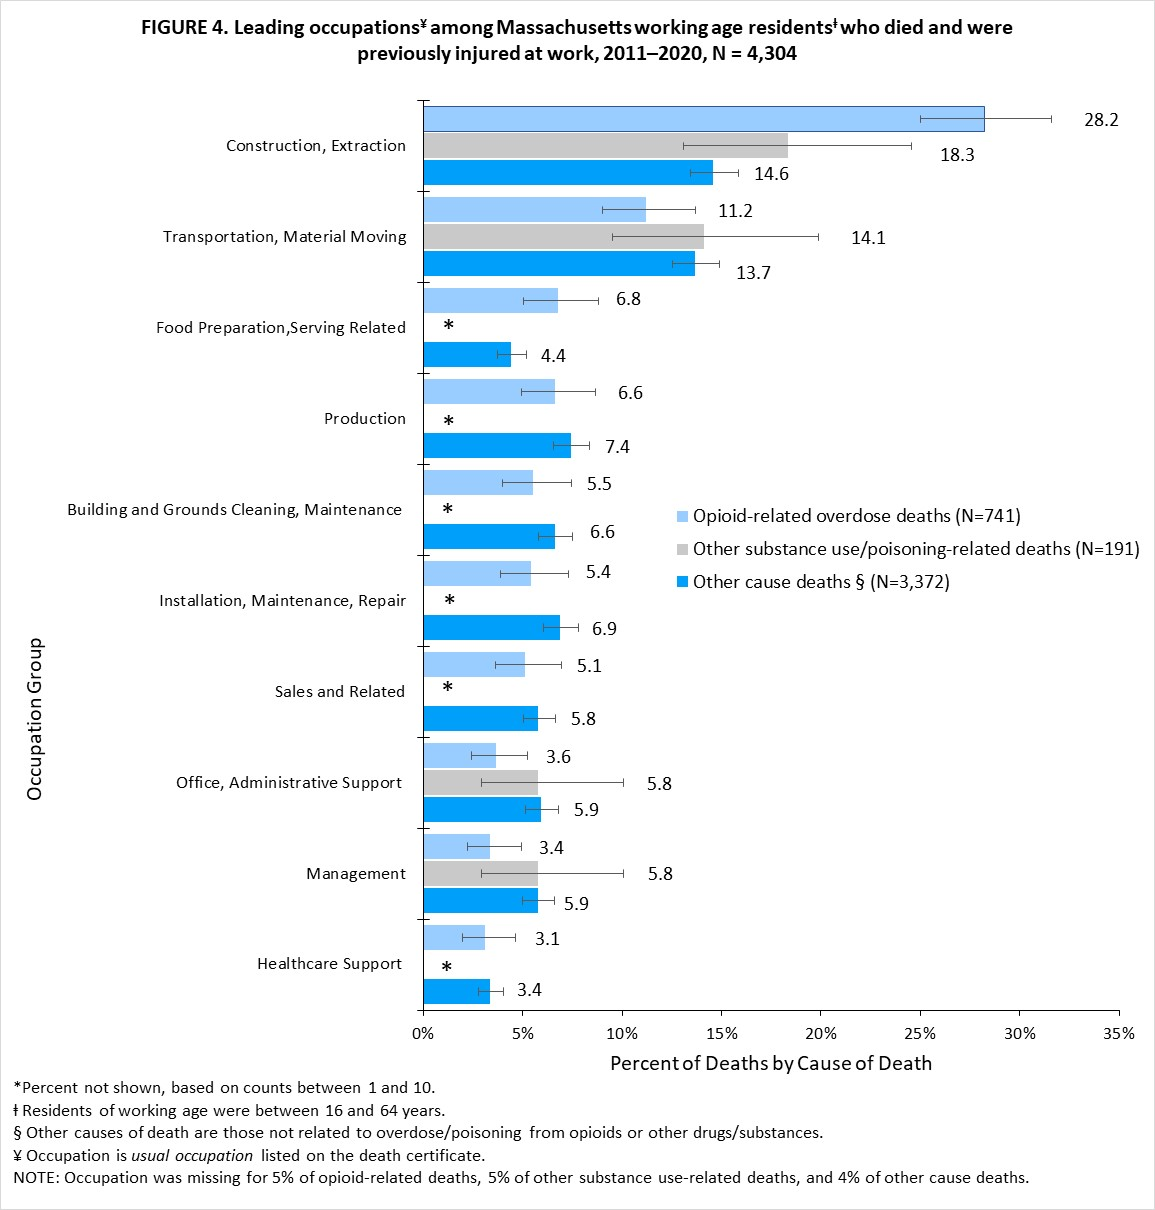 FIGURE 4. Leading occupations¥ among Massachusetts working age residentsⱡ who died and were
previously injured at work, 2011–2020, N = 4,304
28.2
Construction, Extraction
18.3
14.6
11.2
Transportation, Material Moving
14.1
13.7
6.8
Food Preparation,Serving Related
*
4.4
6.6
Production
*
7.4
5.5
Building and Grounds Cleaning, Maintenance
*
6.6
5.4
Installation, Maintenance, Repair
*
6.9
5.1
Sales and Related
*
5.8
3.6
Office, Administrative Support
5.8
5.9
3.4
Management
5.8
5.9
3.1
Healthcare Support
*
3.4
Opioid-related overdose deaths (N=741)
Other substance use/poisoning-related deaths (N=191)
Other cause deaths § (N=3,372)
Occupation Group
0% 5% 10% 15% 20% 25% 30% 35%
Percent of Deaths by Cause of Death
*Percent not shown, based on counts between 1 and 10.
ⱡ Residents of working age were between 16 and 64 years.
§ Other causes of death are those not related to overdose/poisoning from opioids or other drugs/substances.
¥ Occupation is usual occupation listed on the death certificate.
NOTE: Occupation was missing for 5% of opioid-related deaths, 5% of other substance use-related deaths, and 4% of other cause deaths.